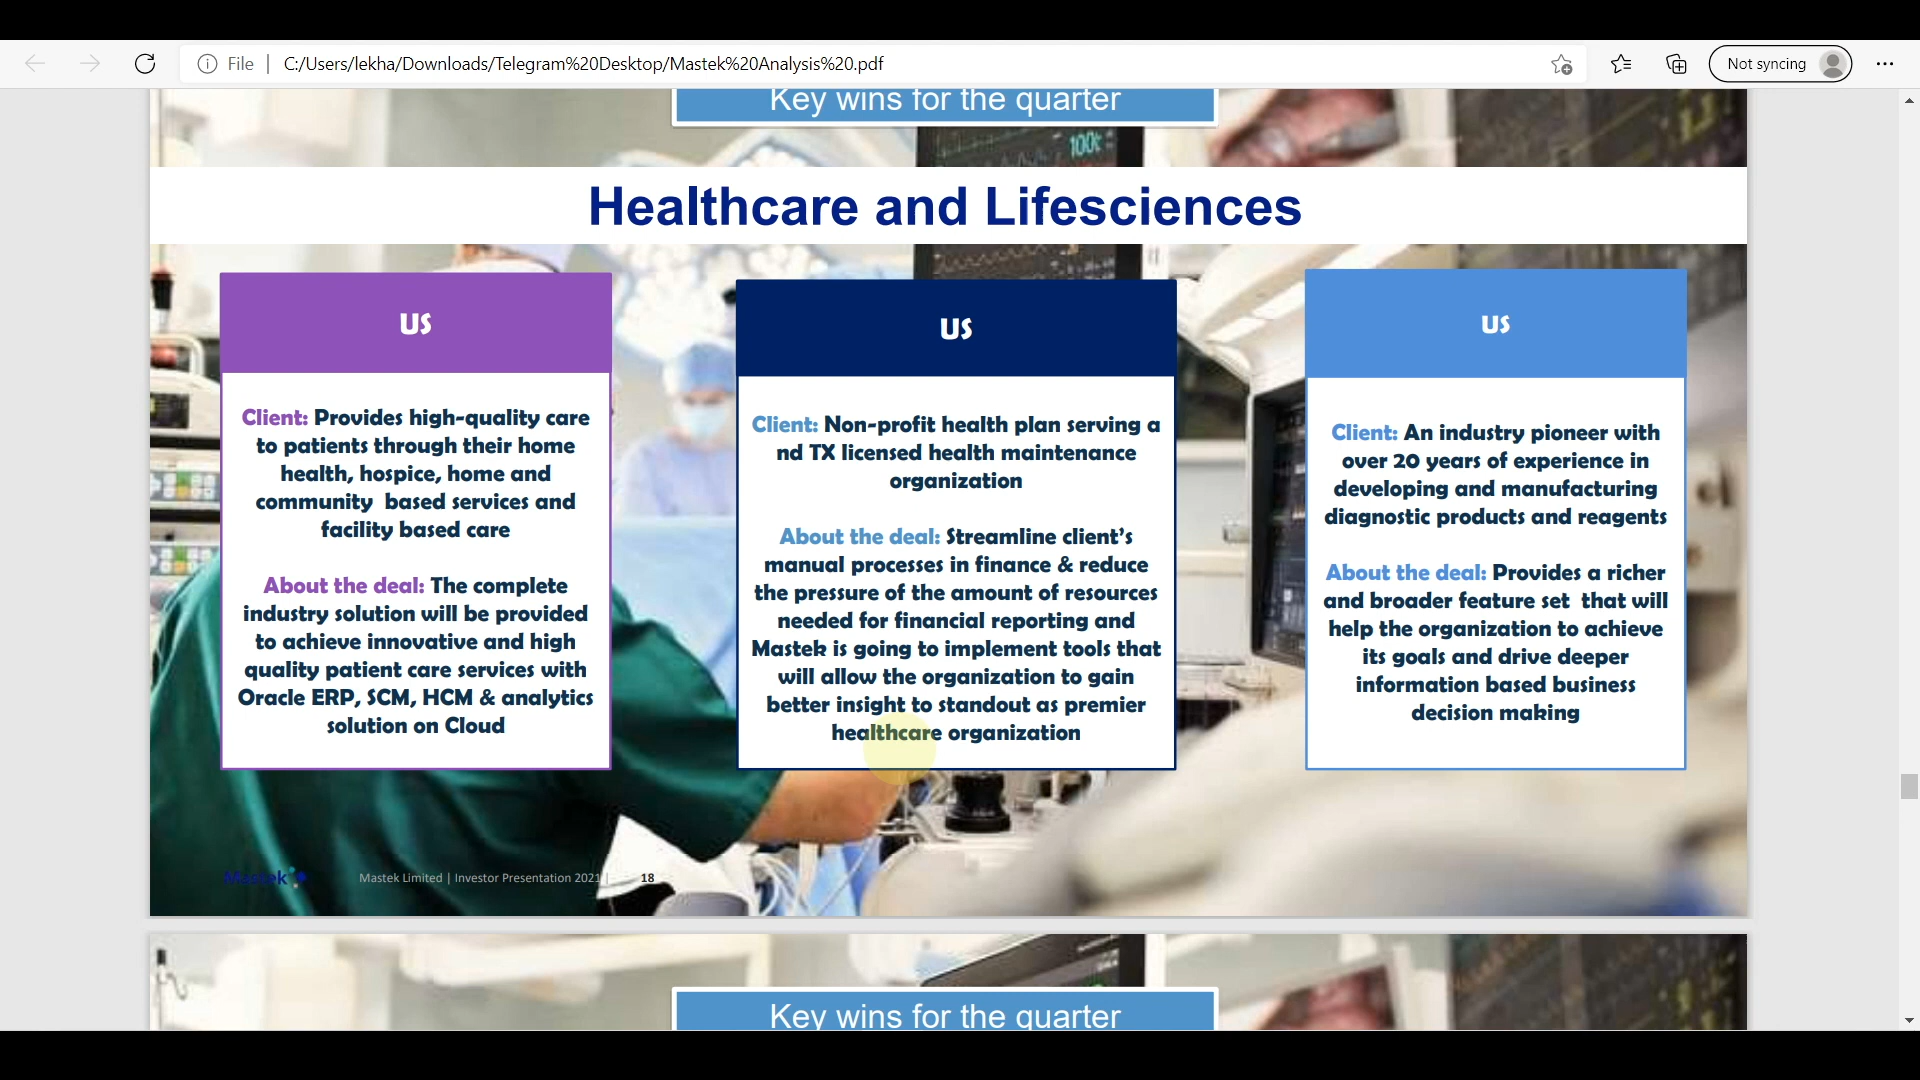 File
C:/Users/lekha/Downloads/Telegram%20Desktop/Mastek%20Analysis%20.pdf
Not syncing
Key wins for the quarter
100
Healthcare and Lifesciences
US
Client: Provides high-quality care
to patients through their home
health, hospice, home and
community based services and
facility based care
About the deal: The complete
industry solution will be provided
to achieve innovative and high
quality patient care services with
Oracle ERP, SCM, HCM & analytics
solution on Cloud
US
Client: Non-profit health plan serving a
nd TX licensed health maintenance
organization
About the deal: Streamline client's
manual processes in finance & reduce
the pressure of the amount of resources
needed for financial reporting and
Mastek is going to implement tools that
will allow the organization to gain
better insight to standout as premier
healthcare organization
US
Client: An industry pioneer with
over 20 years of experience in
developing and manufacturing
diagnostic products and reagents
About the deal: Provides a richer
and broader feature set that will
help the organization to achieve
its goals and drive deeper
information based business
decision making
Mastek
Mastek Limited | Investor Presentation 2021
18
Key wins for the quarter